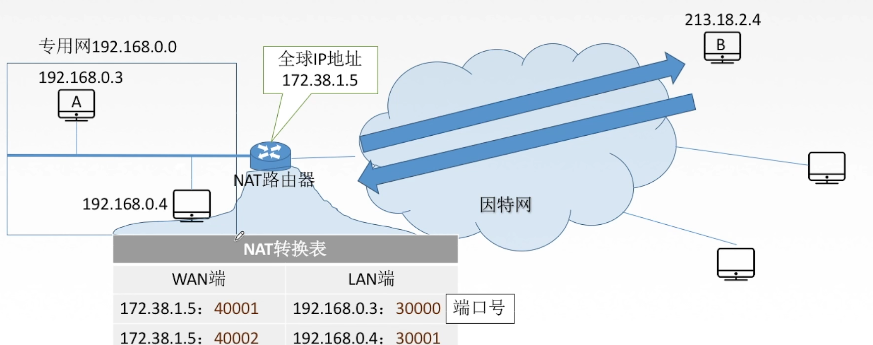 213.18.2.4
B
专用网192.168.0.0
192.168.0.3
A
全球IP地址
172.38.1.5
NAT路由器
192.168.0.4
因特网
NAT转换表
WAN端 LAN端
172.38.1.5：40001 192.168.0.3：30000 端口号
172.38.1.5：40002 192.168.0.4：30001